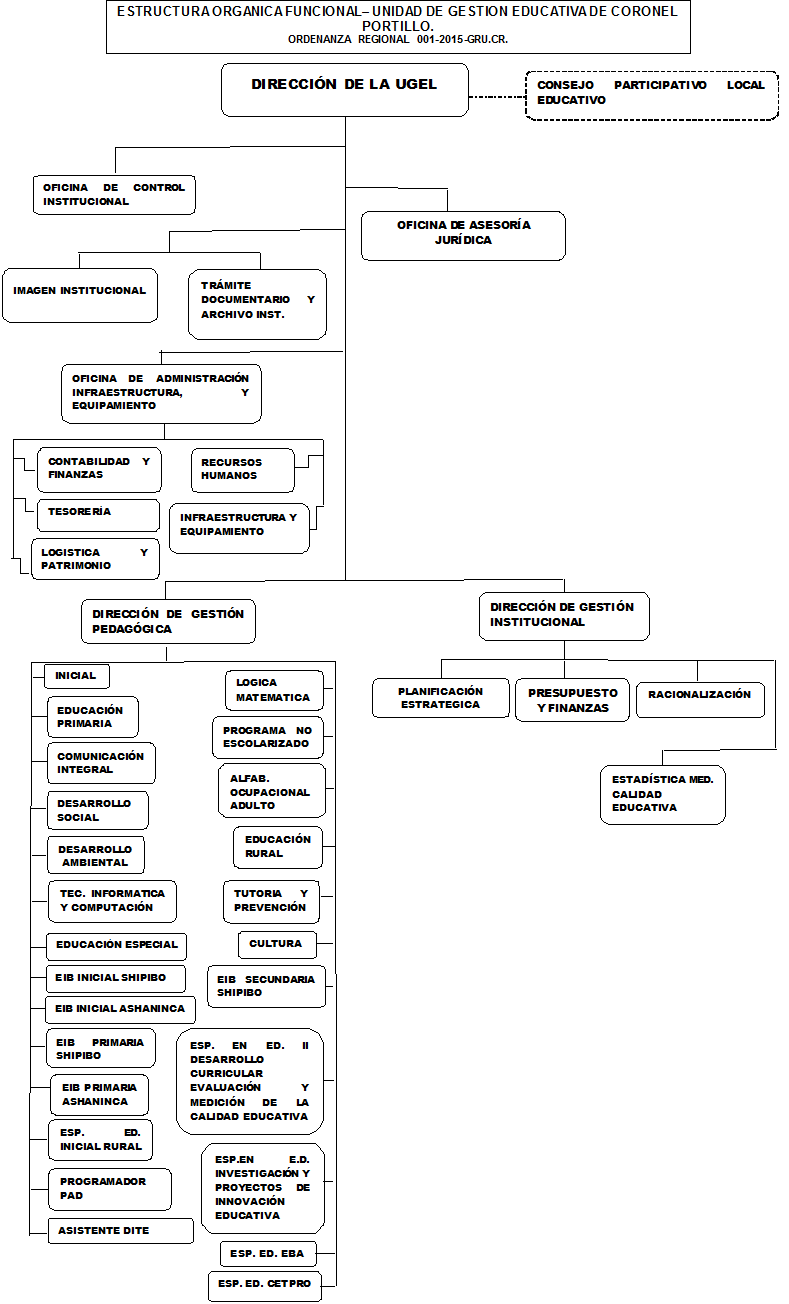 ESTRUCTURA ORGANICA FUNCIONAL– UNIDAD DE GESTION EDUCATIVA DE CORONEL
PORTILLO.
ORDENANZA REGIONAL 001-2015-GRU.CR.
DIRECCIÓN DE LA UGEL
CONSEJO PARTICIPATIVO LOCAL
EDUCATIVO
OFICINA DE CONTROL
INSTITUCIONAL
OFICINA DE ASESORÍA
JURÍDICA
IMAGEN INSTITUCIONAL
TRÁMITE
DOCUMENTARIO Y
ARCHIVO INST.
OFICINA DE ADMINISTRACIÓN
INFRAESTRUCTURA, Y
EQUIPAMIENTO
CONTABILIDAD Y
FINANZAS
RECURSOS
HUMANOS
TESORERÍA
INFRAESTRUCTURA Y
EQUIPAMIENTO
LOGISTICA Y
PATRIMONIO
DIRECCIÓN DE GESTIÓN
PEDAGÓGICA
DIRECCIÓN DE GESTIÓN
INSTITUCIONAL
PLANIFICACIÓN
ESTRATEGICA
PRESUPUESTO
Y FINANZAS
RACIONALIZACIÓN
ESTADÍSTICA MED.
CALIDAD
EDUCATIVA
INICIAL
EDUCACIÓN
PRIMARIA
COMUNICACIÓN
INTEGRAL
DESARROLLO
SOCIAL
DESARROLLO
AMBIENTAL
TEC. INFORMATICA
Y COMPUTACIÓN
EDUCACIÓN ESPECIAL
EIB INICIAL SHIPIBO
EIB INICIAL ASHANINCA
EIB PRIMARIA
SHIPIBO
EIB PRIMARIA
ASHANINCA
ESP. ED.
INICIAL RURAL
PROGRAMADOR
PAD
ASISTENTE DITE
LOGICA
MATEMATICA
PROGRAMA NO
ESCOLARIZADO
ALFAB.
OCUPACIONAL
ADULTO
EDUCACIÓN
RURAL
TUTORIA Y
PREVENCIÓN
CULTURA
EIB SECUNDARIA
SHIPIBO
ESP. EN ED. II
DESARROLLO
CURRICULAR
EVALUACIÓN Y
MEDICIÓN DE LA
CALIDAD EDUCATIVA
ESP.EN E.D.
INVESTIGACIÓN Y
PROYECTOS DE
INNOVACIÓN
EDUCATIVA
ESP. ED. EBA
ESP. ED. CETPRO